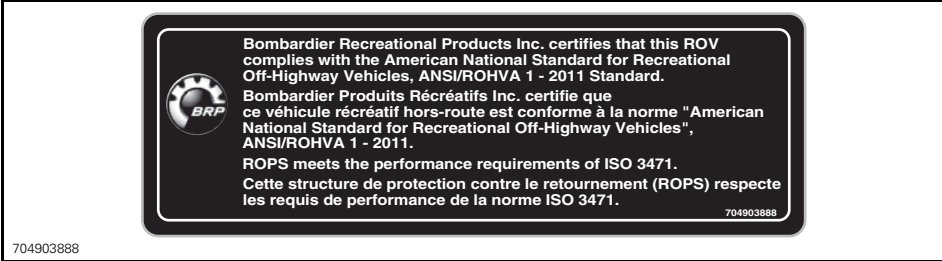 Bombardier Recreational Products Inc. certifies that this ROV
complies with the American National Standard for Recreational
Off-Highway Vehicles, ANSI/ROHVA 1 - 2011 Standard.
BRP
Bombardier Produits Récréatifs Inc. certifie que
ce véhicule récréatif hors-route est conforme à la norme "American
National Standard for Recreational Off-Highway Vehicles",
ANSI/ROHVA 1 - 2011.
ROPS meets the performance requirements of ISO 3471.
Cette structure de protection contre le retournement (ROPS) respecte
les requis de performance de la norme ISO 3471.
704903888
704903888